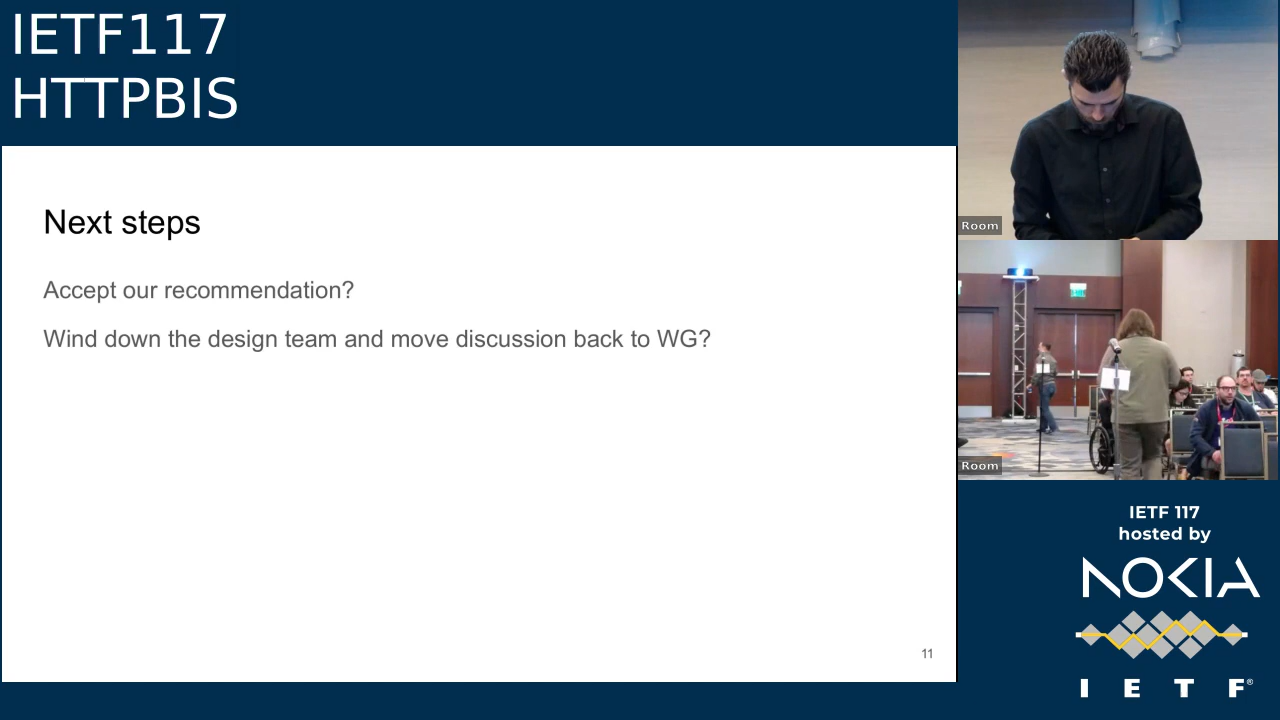 IETF117
HTTPBIS
Next steps
Accept our recommendation?
Wind down the design team and move discussion back to WG?
11
Room
Room
IETF 117
hosted by
NOKIA
I E T F®